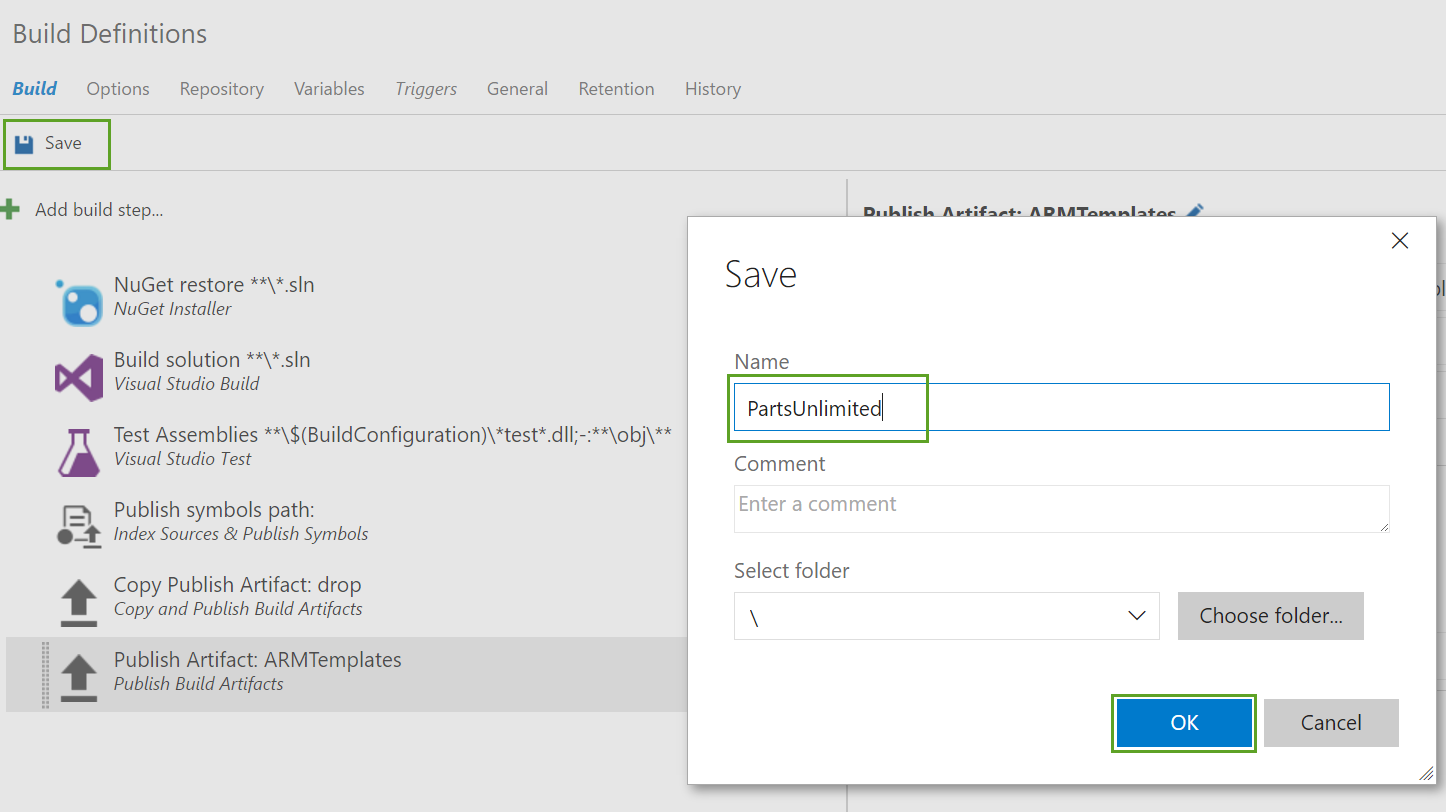 Build Definitions
Build Options Repository Variables Triggers General Retention History
Save
Add build step...
Publish Artifact: ARMTemplates
NuGet restore **\*.sln
NuGet Installer
Build solution **\*.sln
Visual Studio Build
Test Assemblies **\$(BuildConfiguration)\*test*.dll;-:**\obj\**
Visual Studio Test
Publish symbols path:
Index Sources & Publish Symbols
Copy Publish Artifact: drop
Copy and Publish Build Artifacts
Publish Artifact: ARMTemplates
Publish Build Artifacts
Save
Name
PartsUnlimited
Comment
Enter a comment
Select folder
\
Choose folder...
OK
Cancel